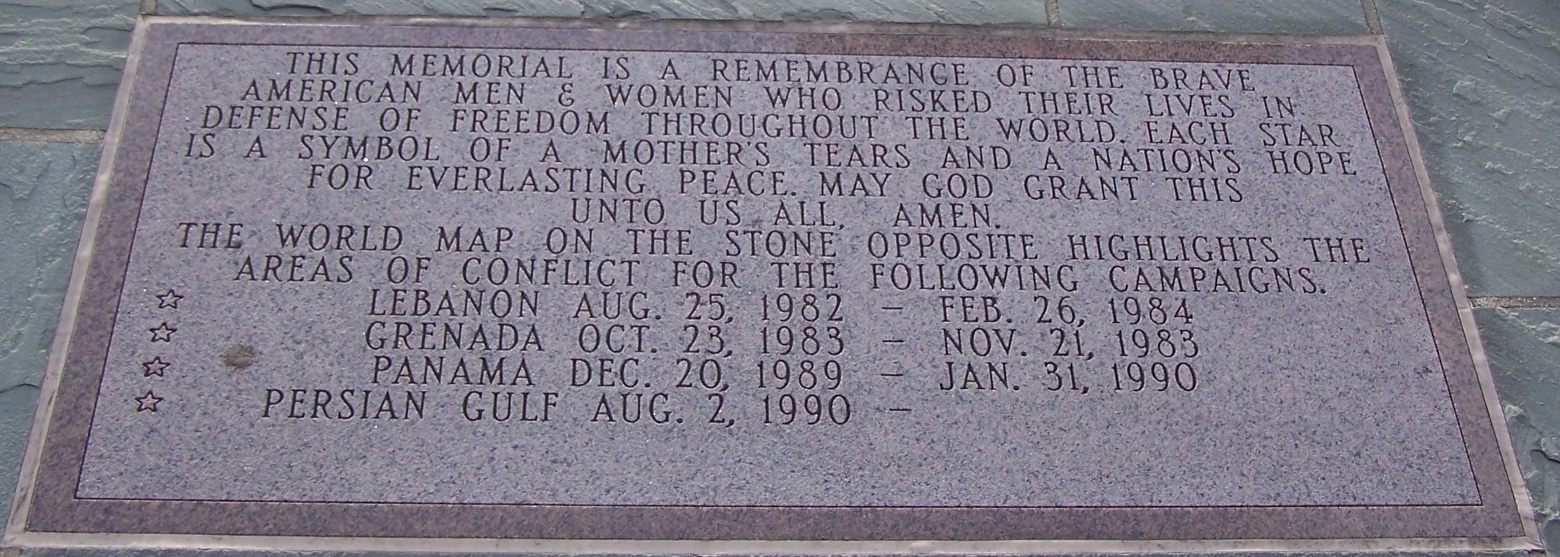 THIS MEMORIAL IS A REMEMBRANCE OF THE BRAVE
AMERICAN MEN & WOMEN WHO RISKED THEIR LIVES IN
DEFENSE OF FREEDOM THROUGHOUT THE WORLD. EACH STAR
IS A SYMBOL OF A MOTHER'S TEARS AND A NATION'S HOPE
FOR EVERLASTING PEACE. MAY GOD GRANT THIS
UNTO US ALL, AMEN.
THE WORLD MAP ON THE STONE OPPOSITE HIGHLIGHTS THE
AREAS OF CONFLICT FOR THE FOLLOWING CAMPAIGNS.
LEBANON AUG. 25, 1982 – FEB. 26, 1984
GRENADA OCT. 23, 1983 – NOV. 21, 1983
PANAMA DEC. 20, 1989 – JAN. 31, 1990
PERSIAN GULF AUG. 2, 1990 –